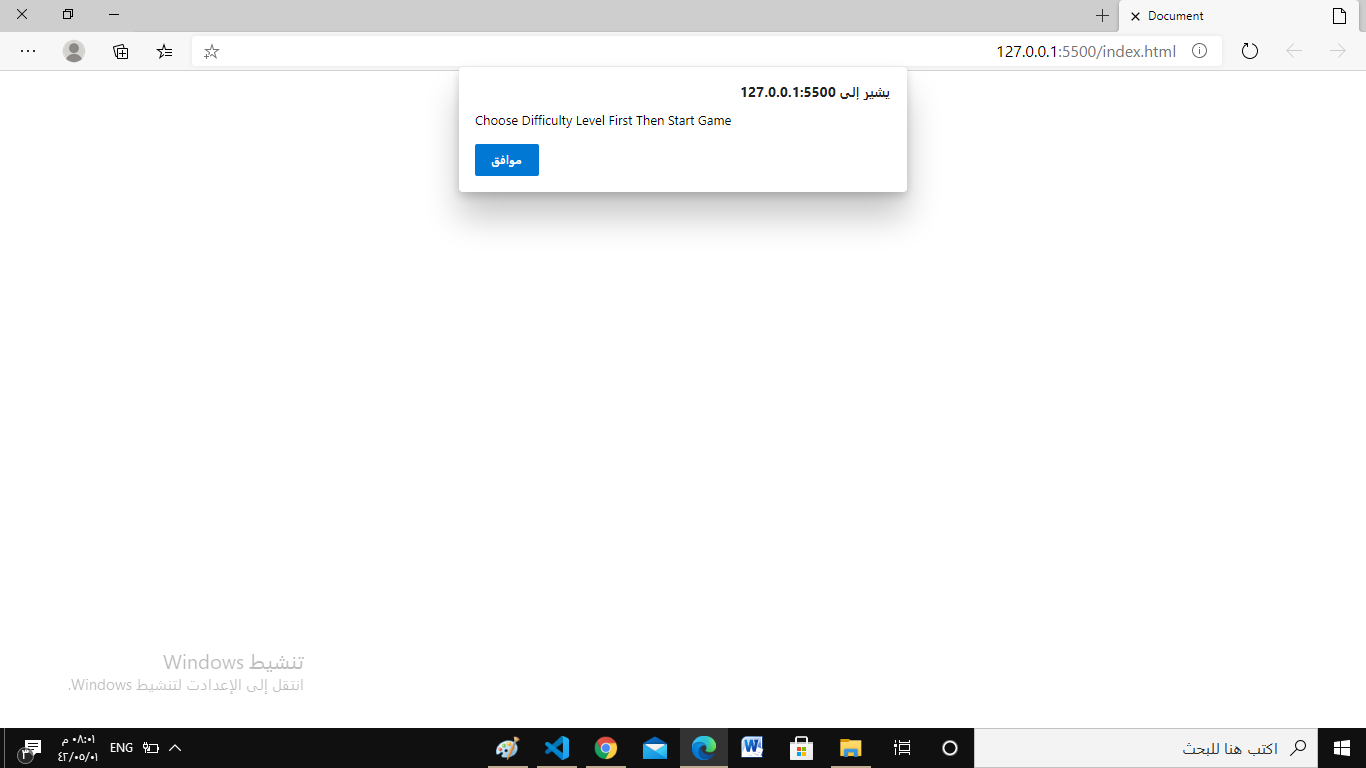 Document
127.0.0.1:5500/index.html
يشير إلى 127.0.0.1:5500
Choose Difficulty Level First Then Start Game
موافق
تنشيط Windows
انتقل إلى الإعدادت لتنشيط Windows.
اكتب هنا للبحث
ENG
٠٨:٠١ م
٤٢/٠٥/٠١
٣